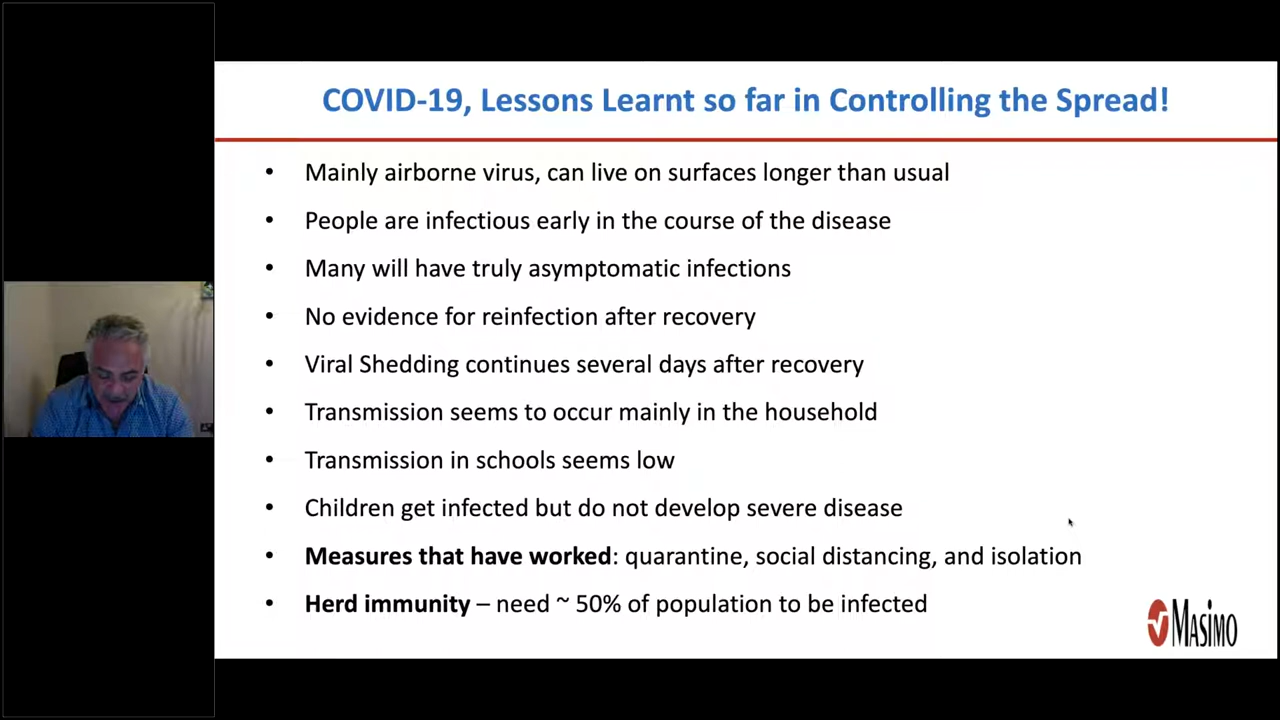 COVID-19, Lessons Learnt so far in Controlling the Spread!
• Mainly airborne virus, can live on surfaces longer than usual
• People are infectious early in the course of the disease
• Many will have truly asymptomatic infections
• No evidence for reinfection after recovery
• Viral Shedding continues several days after recovery
• Transmission seems to occur mainly in the household
• Transmission in schools seems low
• Children get infected but do not develop severe disease
• Measures that have worked: quarantine, social distancing, and isolation
• Herd immunity – need ~ 50% of population to be infected
Masimo